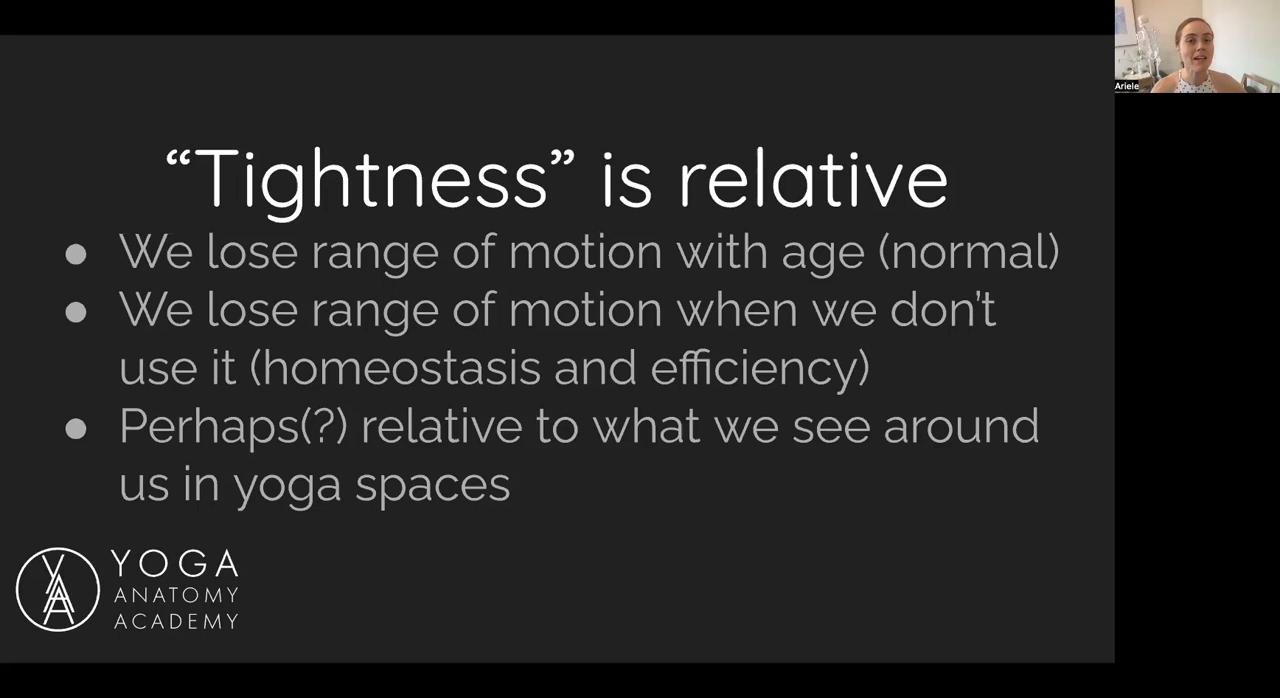 “Tightness” is relative
● We lose range of motion with age (normal)
● We lose range of motion when we don’t
use it (homeostasis and efficiency)
● Perhaps(?) relative to what we see around
us in yoga spaces
YAA
YOGA
ANATOMY
ACADEMY
Ariele